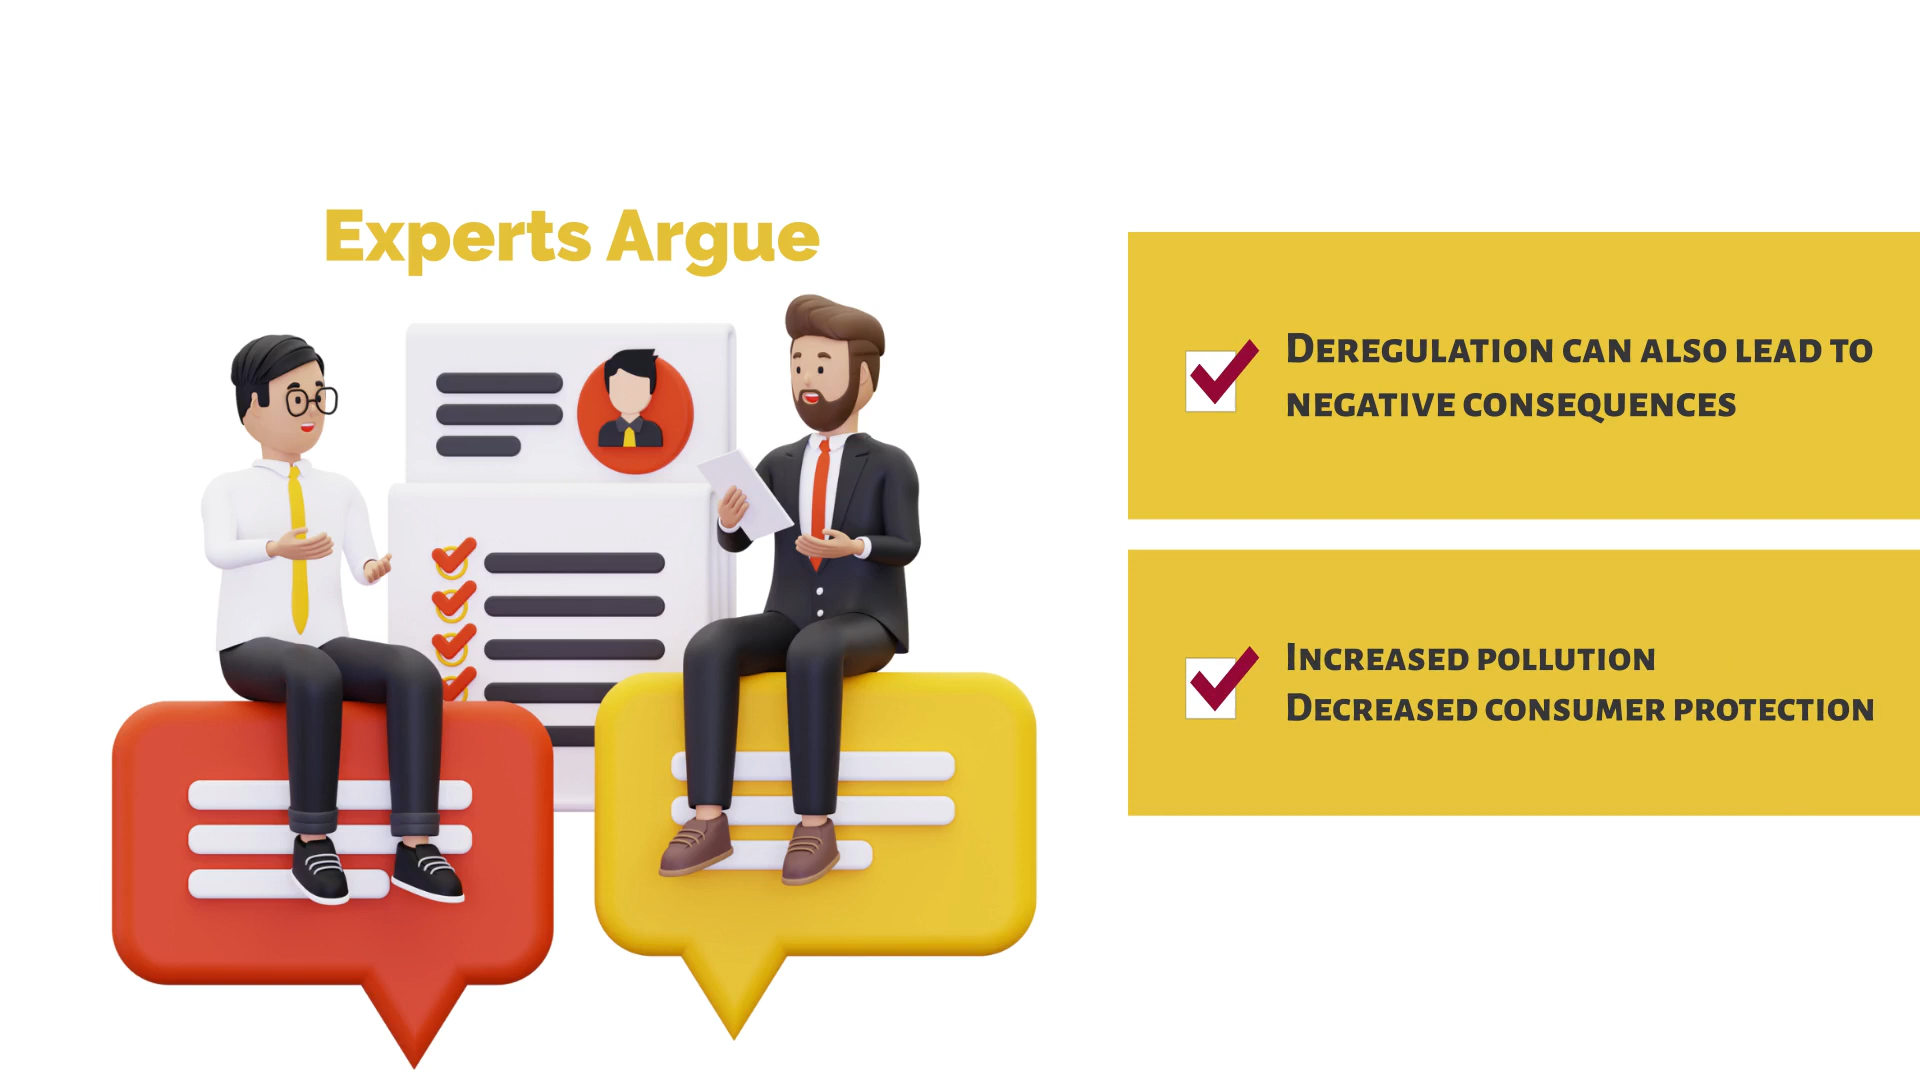 Experts Argue
Deregulation can also lead to
negative consequences
Increased pollution
Decreased consumer protection